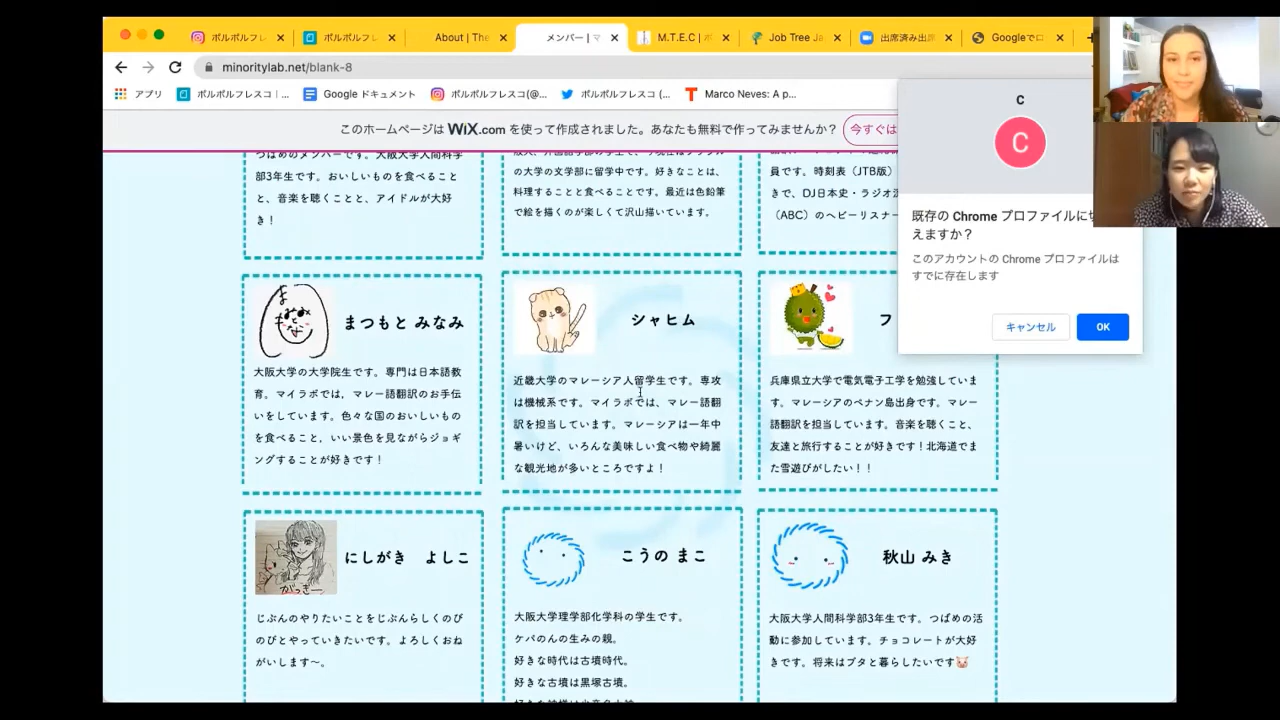 ボルボルフレ
ボルボルフレ
About | The
メンバー | マ
M.T.E.C | ボ
Job Tree Ja
出席済み出
Googleでロ
minoritylab.net/blank-8
アプリ
ボルボルフレスコ | ...
Google ドキュメント
ボルボルフレスコ(@...
ボルボルフレスコ (...
Marco Neves: A p...
このホームページは WiX.com を使って作成されました。あなたも無料で作ってみませんか？
今すぐは
C
C
既存の Chrome プロファイルに
えますか？
このアカウントの Chrome プロファイルは
すでに存在します
キャンセル
OK
つばめのメンバーです。大阪大学人間科学
部3年生です。おいしいものを食べること
と、音楽を聴くことと、アイドルが大好
き！
の大学の文学部に留学中です。好きなことは、
料理することと食べることです。最近は色鉛筆
で絵を描くのが楽しくて沢山描いています。
員です。時刻表（JTB版）
きで、DJ日本史・ラジオ
（ABC）のヘビーリスナー
まつもと みなみ
大阪大学の大学院生です。専門は日本語教
育。マイラボでは、マレー語翻訳のお手伝
いをしています。色々な国のおいしいもの
を食べること，いい景色を見ながらジョギ
ングすることが好きです！
シャヒム
近畿大学のマレーシア人留学生です。専攻
は機械系です。マイラボでは、マレー語翻
訳を担当しています。マレーシアは一年中
暑いけど、いろんな美味しい食べ物や綺麗
な観光地が多いところですよ！
フ
兵庫県立大学で電気電子工学を勉強していま
す。マレーシアのペナン島出身です。マレー
語翻訳を担当しています。音楽を聴くこと、
友達と旅行することが好きです！北海道でま
た雪遊びがしたい！！
にしがき よしこ
じぶんのやりたいことをじぶんらしくのび
のびとやっていきたいです。よろしくおね
がいします〜。
こうの まこ
大阪大学理学部化学科の学生です。
ケバのんの生みの親。
好きな時代は古墳時代。
好きな古墳は黒塚古墳。
秋山 みき
大阪大学人間科学部3年生です。つばめの活
動に参加しています。チョコレートが大好
きです。将来はブタと暮らしたいです🐷